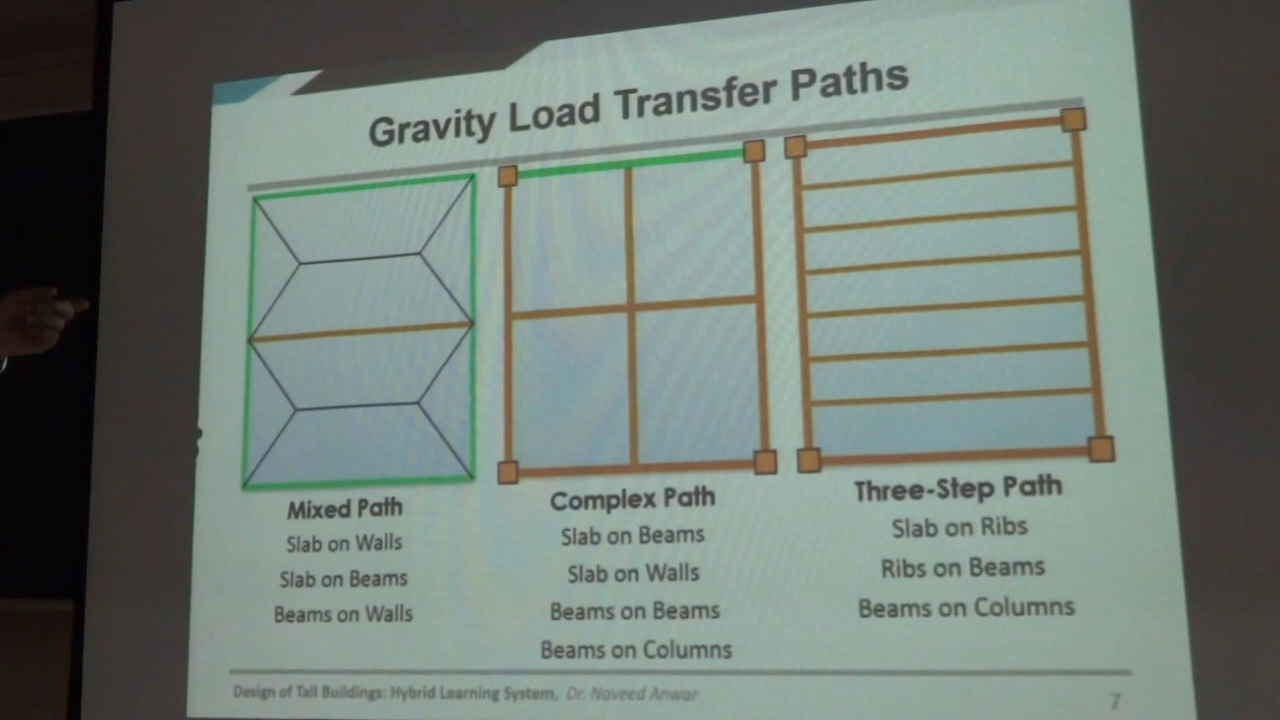 Gravity Load Transfer Paths
Mixed Path
Slab on Walls
Slab on Beams
Beams on Walls
Complex Path
Slab on Beams
Slab on Walls
Beams on Beams
Beams on Columns
Three-Step Path
Slab on Ribs
Ribs on Beams
Beams on Columns
Design of Tall Buildings: Hybrid Learning System, Dr. Naveed Anwar
7